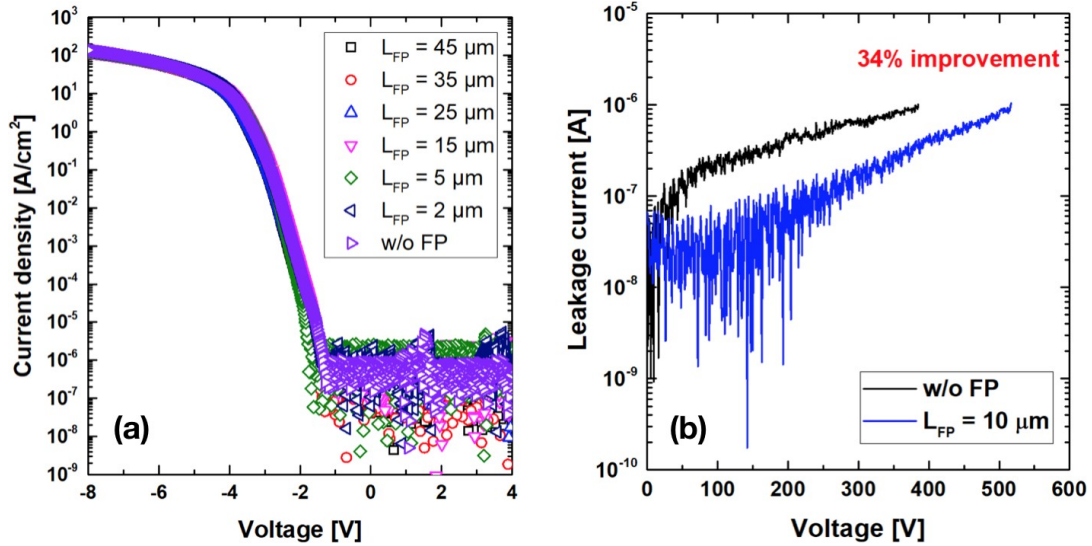 Current density [A/cm²]
10³
10²
10¹
10⁰
10⁻¹
10⁻²
10⁻³
10⁻⁴
10⁻⁵
10⁻⁶
10⁻⁷
10⁻⁸
10⁻⁹
L_FP = 45 µm
L_FP = 35 µm
L_FP = 25 µm
L_FP = 15 µm
L_FP = 5 µm
L_FP = 2 µm
w/o FP
(a)
-8 -6 -4 -2 0 2 4
Voltage [V]
Leakage current [A]
10⁻⁵
10⁻⁶
10⁻⁷
10⁻⁸
10⁻⁹
10⁻¹⁰
34% improvement
w/o FP
L_FP = 10 µm
(b)
0 100 200 300 400 500 600
Voltage [V]